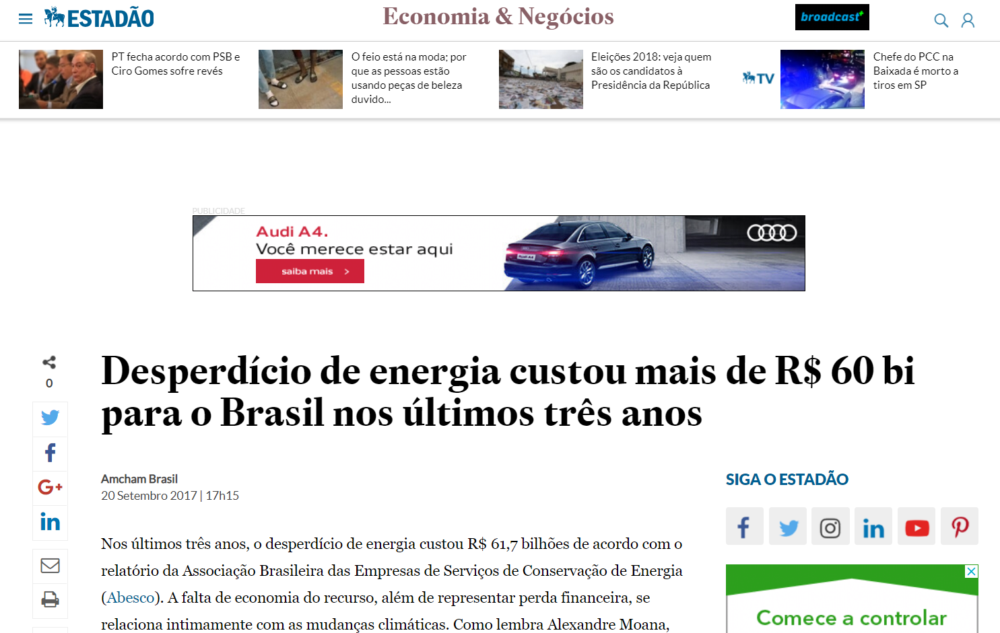 ESTADÃO
Economia & Negócios
broadcast+
PT fecha acordo com PSB e
Ciro Gomes sofre revés
O feio está na moda; por
que as pessoas estão
usando peças de beleza
duvido...
Eleições 2018: veja quem
são os candidatos à
Presidência da República
TV
Chefe do PCC na
Baixada é morto a
tiros em SP
PUBLICIDADE
Audi A4.
Você merece estar aqui
saiba mais >
Audi A4
Desperdício de energia custou mais de R$ 60 bi
para o Brasil nos últimos três anos
0
Amcham Brasil
20 Setembro 2017 | 17h15
SIGA O ESTADÃO
Nos últimos três anos, o desperdício de energia custou R$ 61,7 bilhões de acordo com o
relatório da Associação Brasileira das Empresas de Serviços de Conservação de Energia
(Abesco). A falta de economia do recurso, além de representar perda financeira, se
relaciona intimamente com as mudanças climáticas. Como lembra Alexandre Moana,
Comece a controlar